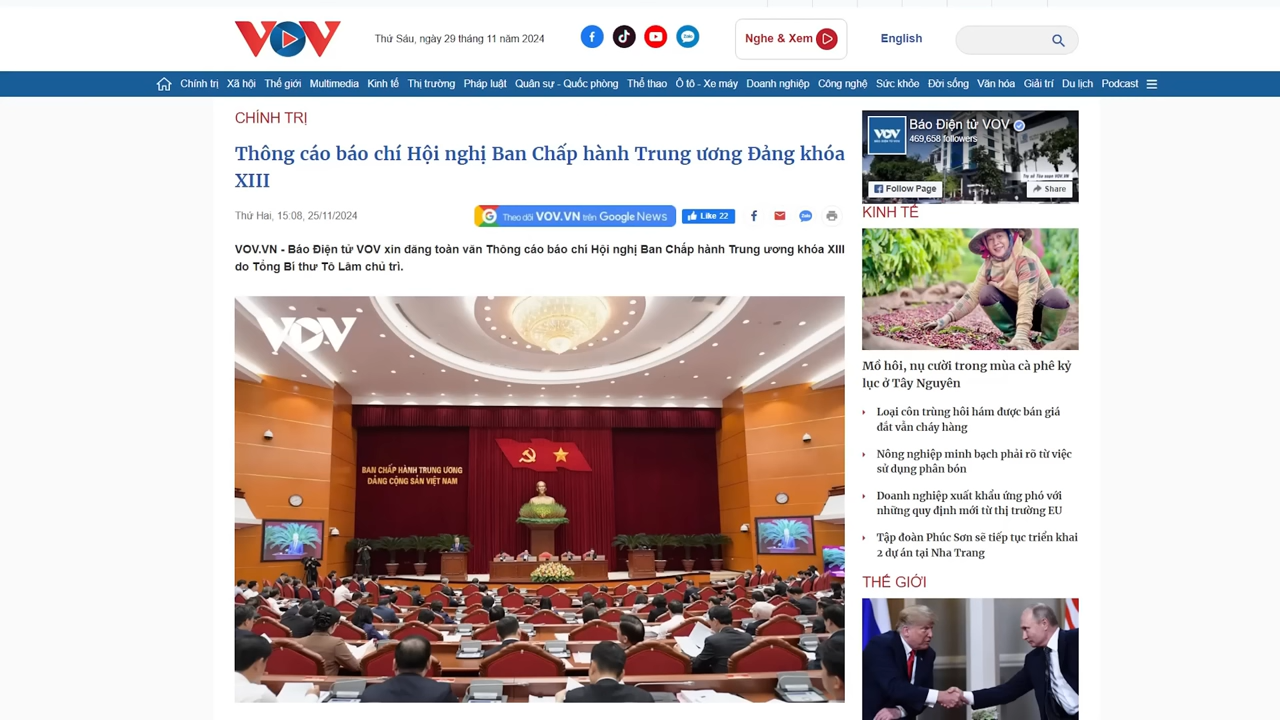 VOV
Thứ Sáu, ngày 29 tháng 11 năm 2024
Zalo
Nghe & Xem
English
Chính trị Xã hội Thế giới Multimedia Kinh tế Thị trường Pháp luật Quân sự - Quốc phòng Thể thao Ô tô - Xe máy Doanh nghiệp Công nghệ Sức khỏe Đời sống Văn hóa Giải trí Du lịch Podcast
CHÍNH TRỊ
Thông cáo báo chí Hội nghị Ban Chấp hành Trung ương Đảng khóa
XIII
Thứ Hai, 15:08, 25/11/2024
Theo dõi VOV.VN trên Google News
Like 22
Zalo
VOV.VN - Báo Điện tử VOV xin đăng toàn văn Thông cáo báo chí Hội nghị Ban Chấp hành Trung ương khóa XIII
do Tổng Bí thư Tô Lâm chủ trì.
VOV
BAN CHẤP HÀNH TRUNG ƯƠNG
ĐẢNG CỘNG SẢN VIỆT NAM
VOV
Báo Điện tử VOV
469,658 followers
Follow Page
Share
KINH TẾ
Mồ hôi, nụ cười trong mùa cà phê kỷ
lục ở Tây Nguyên
Loại côn trùng hôi hám được bán giá
đắt vẫn cháy hàng
Nông nghiệp minh bạch phải rõ từ việc
sử dụng phân bón
Doanh nghiệp xuất khẩu ứng phó với
những quy định mới từ thị trường EU
Tập đoàn Phúc Sơn sẽ tiếp tục triển khai
2 dự án tại Nha Trang
THẾ GIỚI